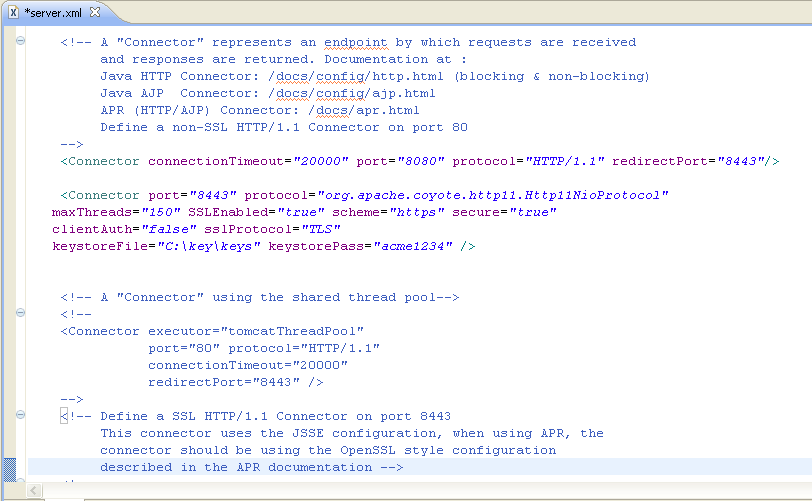 *server.xml
<!-- A "Connector" represents an endpoint by which requests are received
and responses are returned. Documentation at :
Java HTTP Connector: /docs/config/http.html (blocking & non-blocking)
Java AJP  Connector: /docs/config/ajp.html
APR (HTTP/AJP) Connector: /docs/apr.html
Define a non-SSL HTTP/1.1 Connector on port 80
-->
<Connector connectionTimeout="20000" port="8080" protocol="HTTP/1.1" redirectPort="8443"/>
<Connector port="8443" protocol="org.apache.coyote.http11.Http11NioProtocol"
maxThreads="150" SSLEnabled="true" scheme="https" secure="true"
clientAuth="false" sslProtocol="TLS"
keystoreFile="C:\key\keys" keystorePass="acme1234" />
<!-- A "Connector" using the shared thread pool-->
<!--
<Connector executor="tomcatThreadPool"
port="80" protocol="HTTP/1.1"
connectionTimeout="20000"
redirectPort="8443" />
-->
<!-- Define a SSL HTTP/1.1 Connector on port 8443
This connector uses the JSSE configuration, when using APR, the
connector should be using the OpenSSL style configuration
described in the APR documentation -->